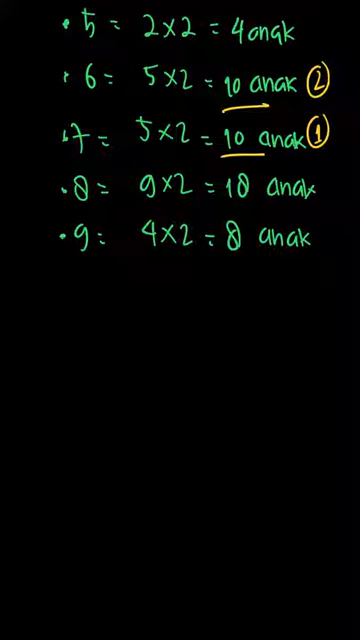 • 5 = 2 x 2 = 4 anak
• 6 = 5 x 2 = 10 anak 2
• 7 = 5 x 2 = 10 anak 1
• 8 = 9 x 2 = 18 anak
• 9 = 4 x 2 = 8 anak